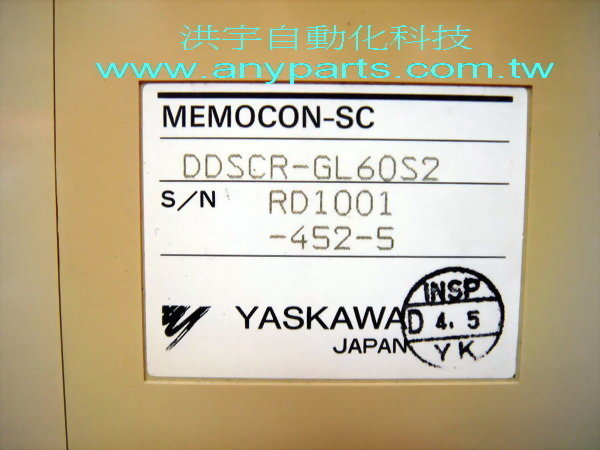 洪宇自動化科技
www.anyparts.com.tw
MEMOCON-SC
DDSCR-GL60S2
S/N RD1001
-452-5
YASKAWA
JAPAN
INSP
D 4. 5
YK